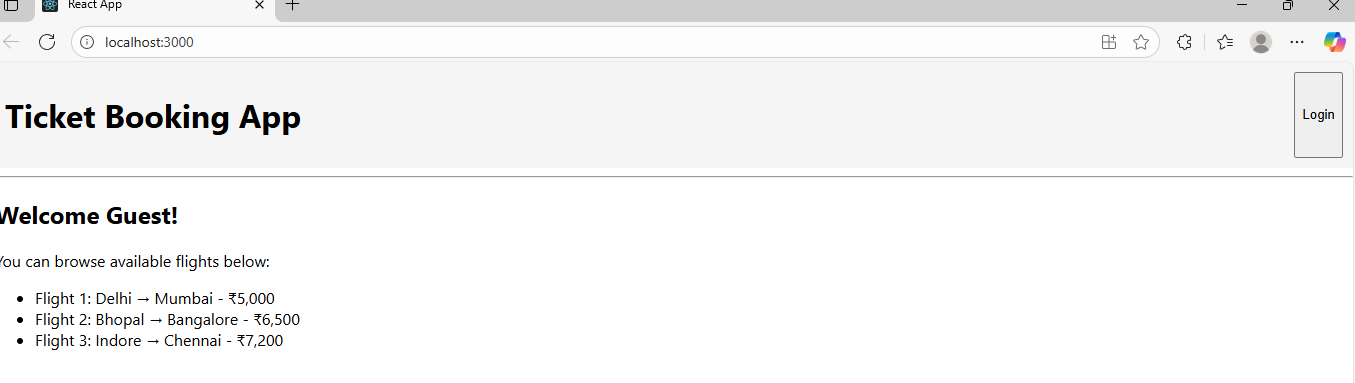 React App
localhost:3000
Ticket Booking App
Login
Welcome Guest!
You can browse available flights below:
Flight 1: Delhi → Mumbai - ₹5,000
Flight 2: Bhopal → Bangalore - ₹6,500
Flight 3: Indore → Chennai - ₹7,200